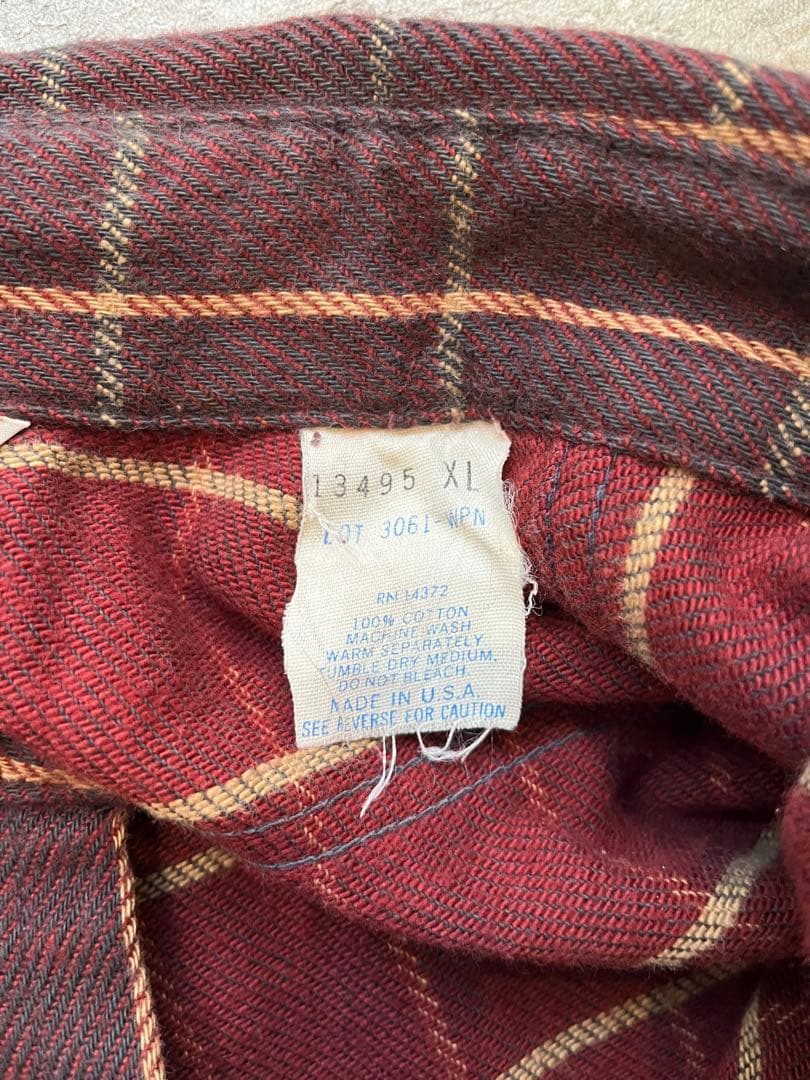 13495 XL
LOT 3061-WPN
RN 14372
100% COTTON
MACHINE WASH
WARM SEPARATELY
TUMBLE DRY MEDIUM.
DO NOT BLEACH
MADE IN U.S.A.
SEE REVERSE FOR CAUTION